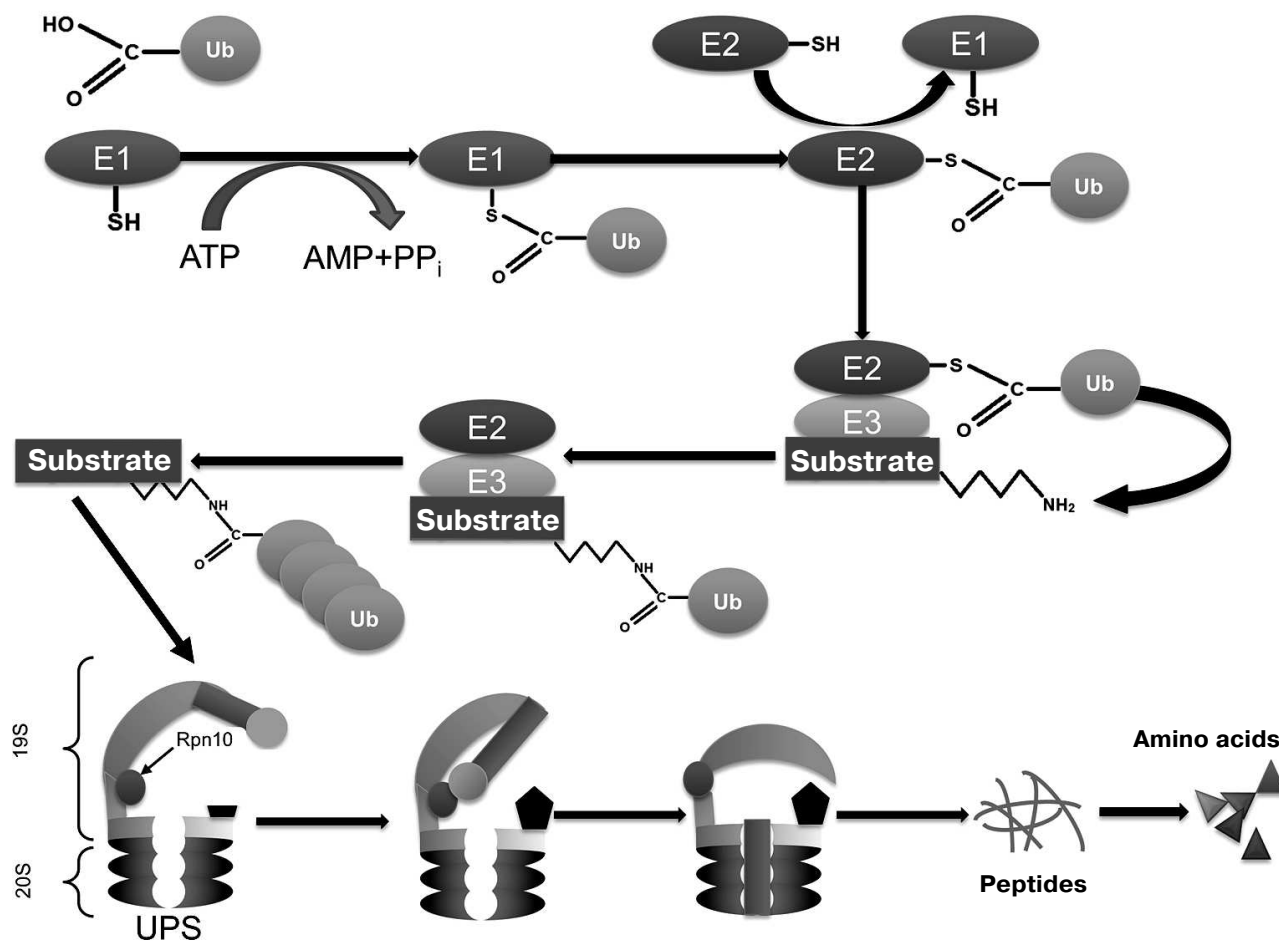 HO
C
Ub
O
E2
SH
E1
SH
E1
SH
ATP
AMP+PPi
E1
S
C
O
Ub
E2
S
C
O
Ub
E2
S
C
O
Ub
E3
Substrate
NH2
E2
E3
Substrate
NH
C
O
Ub
Substrate
NH
C
O
Ub
19S
Rpn10
20S
UPS
Peptides
Amino acids